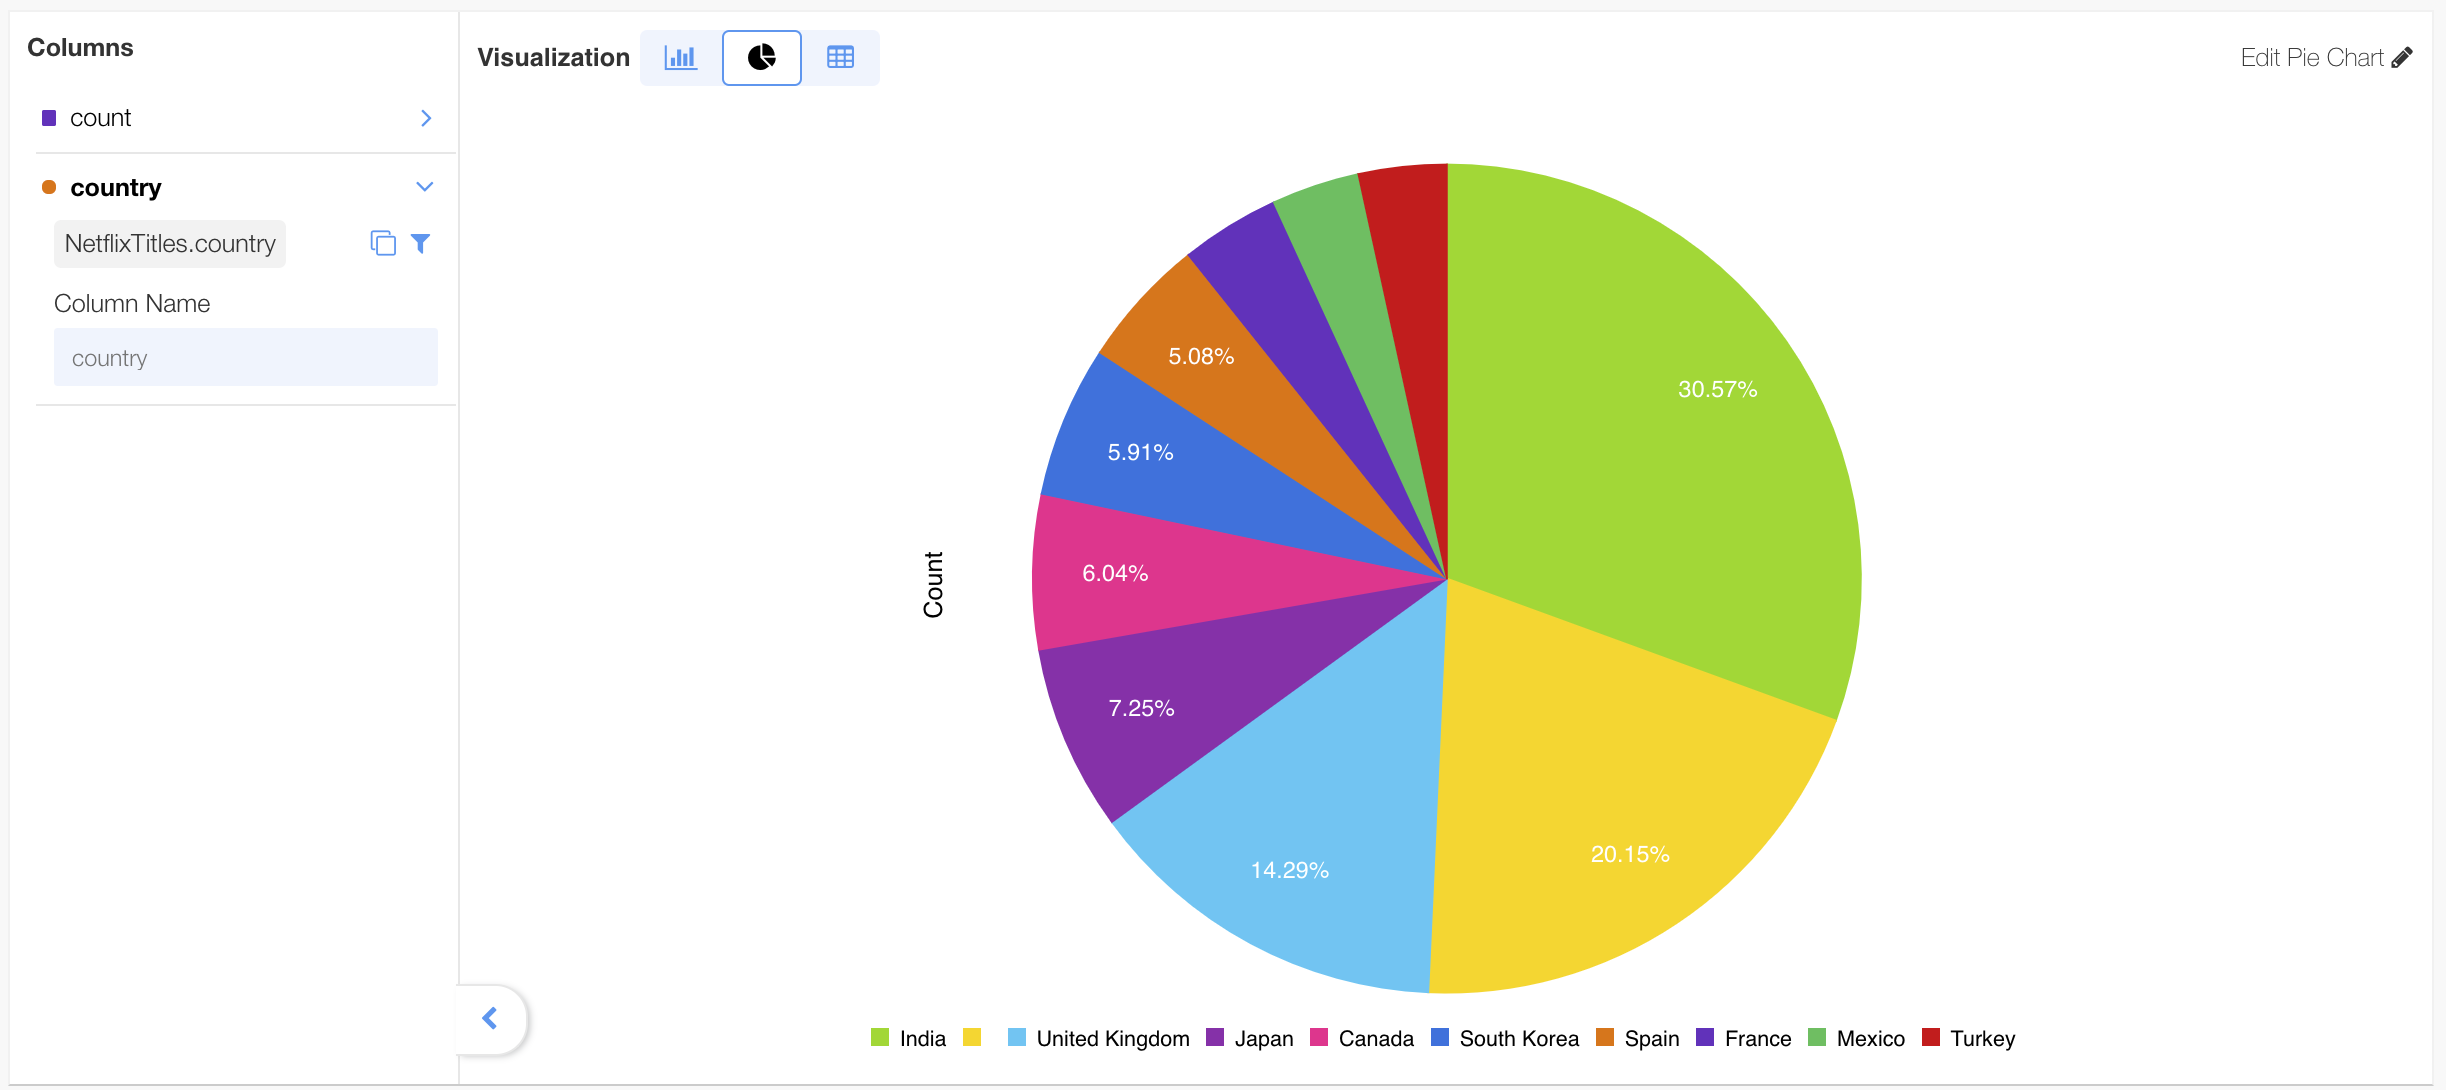 Columns
count
country
NetflixTitles.country
Column Name
country
Visualization
Edit Pie Chart
30.57%
20.15%
14.29%
7.25%
6.04%
5.91%
5.08%
Count
India United Kingdom Japan Canada South Korea Spain France Mexico Turkey